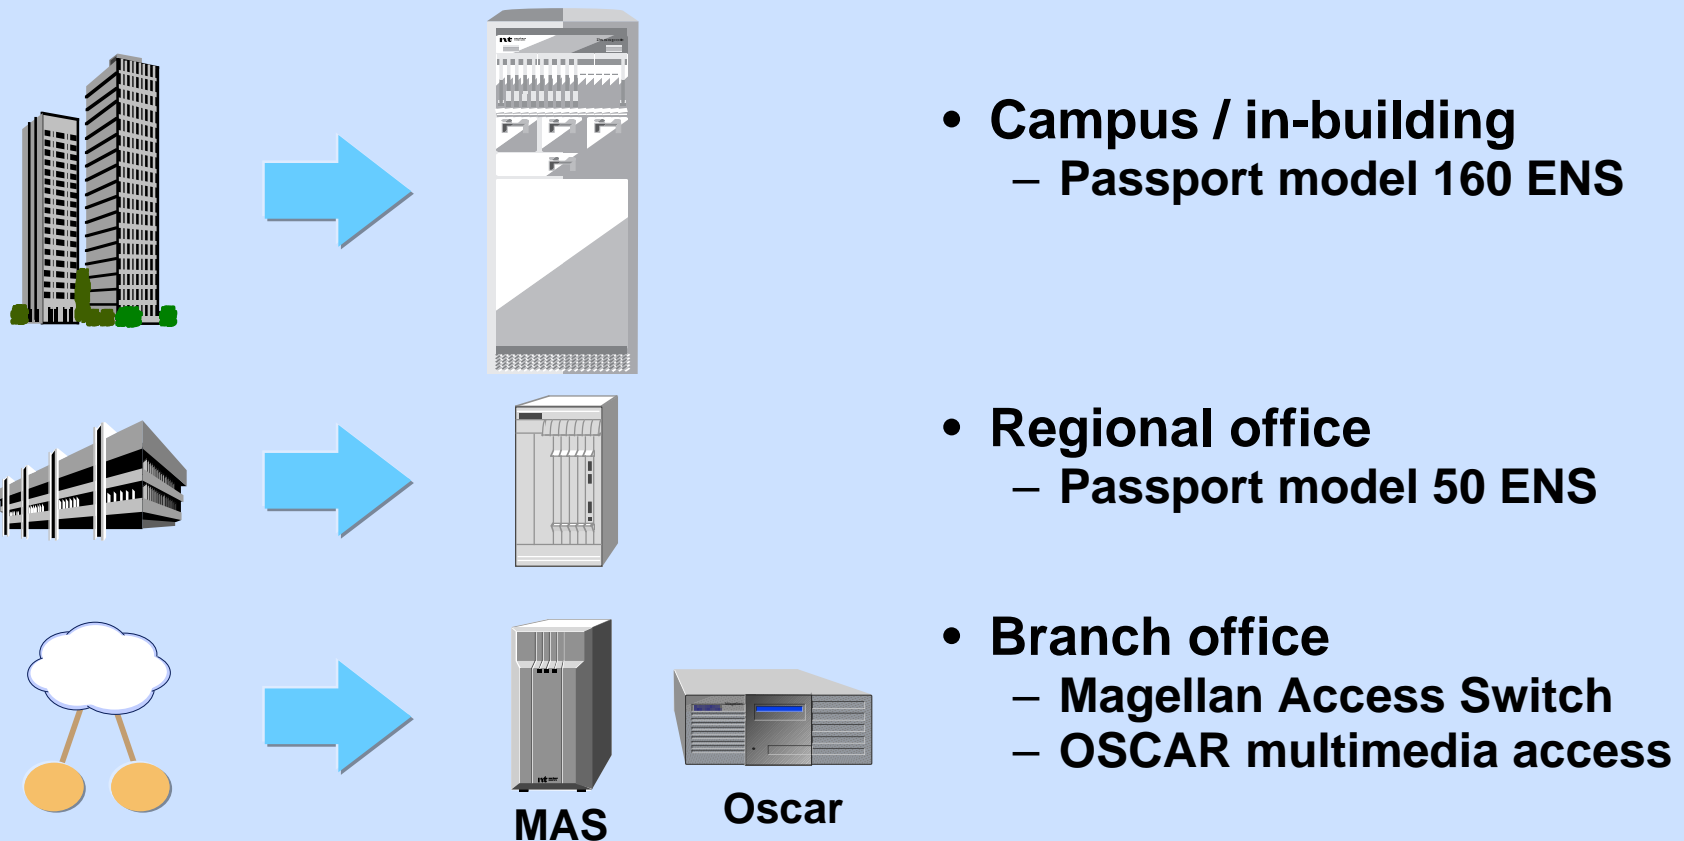 • Campus / in-building
– Passport model 160 ENS
• Regional office
– Passport model 50 ENS
• Branch office
– Magellan Access Switch
– OSCAR multimedia access
MAS
Oscar